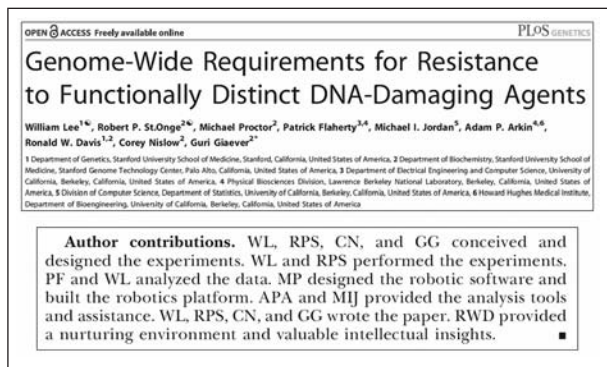 OPEN ACCESS Freely available online
PLoS GENETICS
Genome-Wide Requirements for Resistance
to Functionally Distinct DNA-Damaging Agents
William Lee1☯, Robert P. St.Onge2☯, Michael Proctor2, Patrick Flaherty3,4, Michael I. Jordan5, Adam P. Arkin4,6,
Ronald W. Davis1,2, Corey Nislow2, Guri Giaever2*
1 Department of Genetics, Stanford University School of Medicine, Stanford, California, United States of America, 2 Department of Biochemistry, Stanford University School of
Medicine, Stanford Genome Technology Center, Palo Alto, California, United States of America, 3 Department of Electrical Engineering and Computer Science, University of
California, Berkeley, California, United States of America, 4 Physical Biosciences Division, Lawrence Berkeley National Laboratory, Berkeley, California, United States of
America, 5 Division of Computer Science, Department of Statistics, University of California, Berkeley, California, United States of America, 6 Howard Hughes Medical Institute,
Department of Bioengineering, University of California, Berkeley, California, United States of America
Author contributions. WL, RPS, CN, and GG conceived and
designed the experiments. WL and RPS performed the experiments.
PF and WL analyzed the data. MP designed the robotic software and
built the robotics platform. APA and MIJ provided the analysis tools
and assistance. WL, RPS, CN, and GG wrote the paper. RWD provided
a nurturing environment and valuable intellectual insights. ■